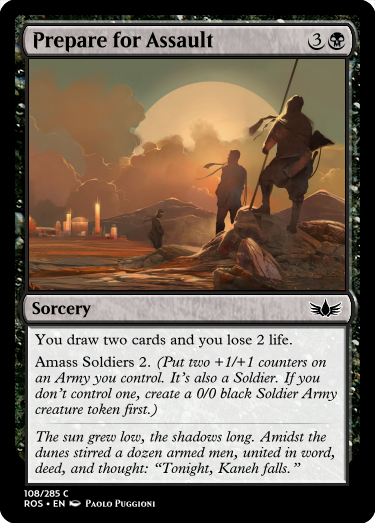 Prepare for Assault 3
Sorcery
You draw two cards and you lose 2 life.
Amass Soldiers 2. (Put two +1/+1 counters on
an Army you control. It's also a Soldier. If you
don't control one, create a 0/0 black Soldier Army
creature token first.)
The sun grew low, the shadows long. Amidst the
dunes stirred a dozen armed men, united in word,
deed, and thought: “Tonight, Kaneh falls.”
108/285 C
ROS • EN Paolo Puggioni